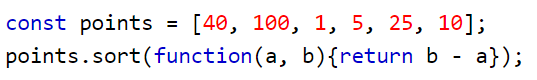 const points = [40, 100, 1, 5, 25, 10];
points.sort(function(a, b){return b - a});